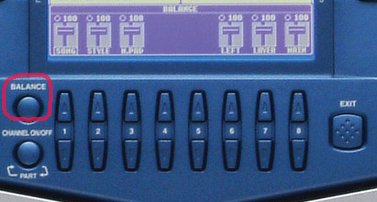 BALANCE
100 100 100 100 100 100
SONG STYLE M.PAD LEFT LAYER MAIN
BALANCE
EXIT
1 2 3 4 5 6 7 8
CHANNEL ON/OFF
PART